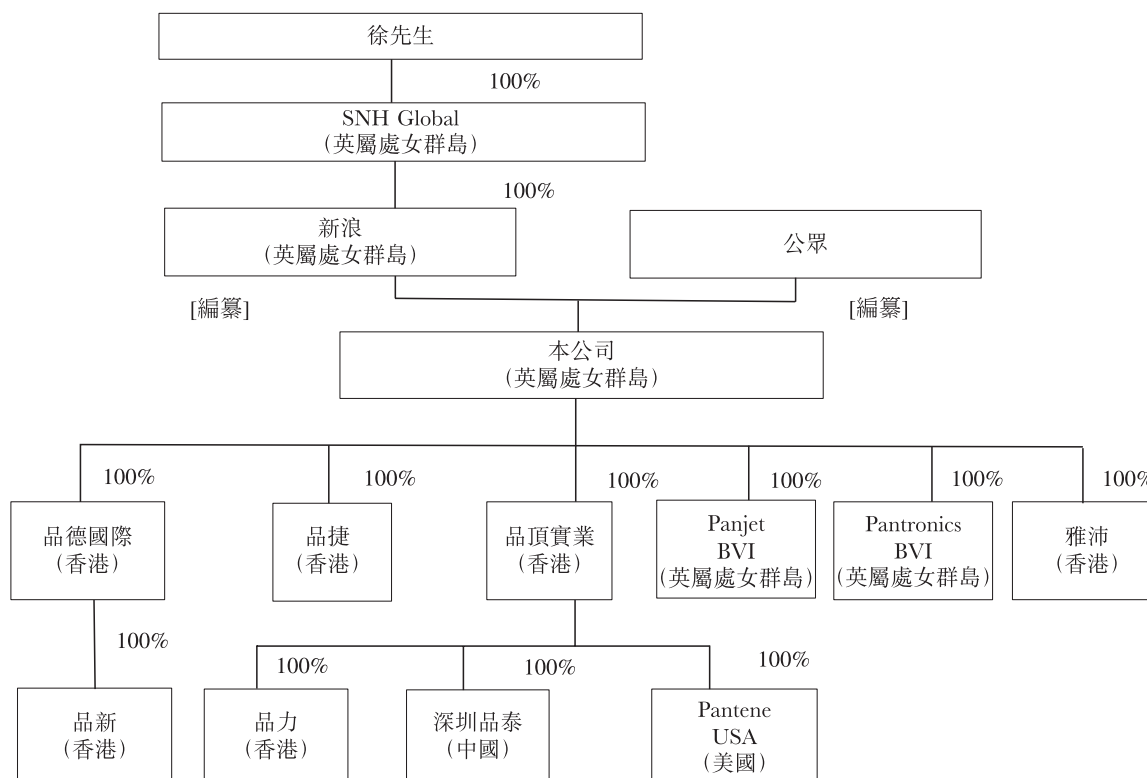 徐先生
100%
SNH Global
(英屬處女群島)
100%
新浪
(英屬處女群島)
公眾
[編纂]
[編纂]
本公司
(英屬處女群島)
100%
100%
100%
100%
100%
100%
品德國際
(香港)
品捷
(香港)
品頂實業
(香港)
Panjet
BVI
(英屬處女群島)
Pantronics
BVI
(英屬處女群島)
雅沛
(香港)
100%
100%
100%
100%
品新
(香港)
品力
(香港)
深圳品泰
(中國)
Pantene
USA
(美國)